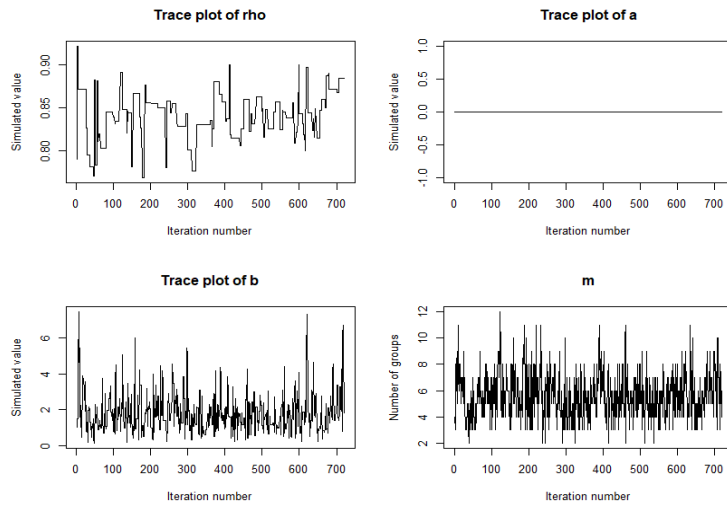 Trace plot of rho
Simulated value
0.90
0.85
0.80
0 100 200 300 400 500 600 700
Iteration number
Trace plot of a
Simulated value
1.0
0.5
0.0
-0.5
-1.0
0 100 200 300 400 500 600 700
Iteration number
Trace plot of b
Simulated value
6
4
2
0
0 100 200 300 400 500 600 700
Iteration number
m
Number of groups
12
10
8
6
4
2
0 100 200 300 400 500 600 700
Iteration number